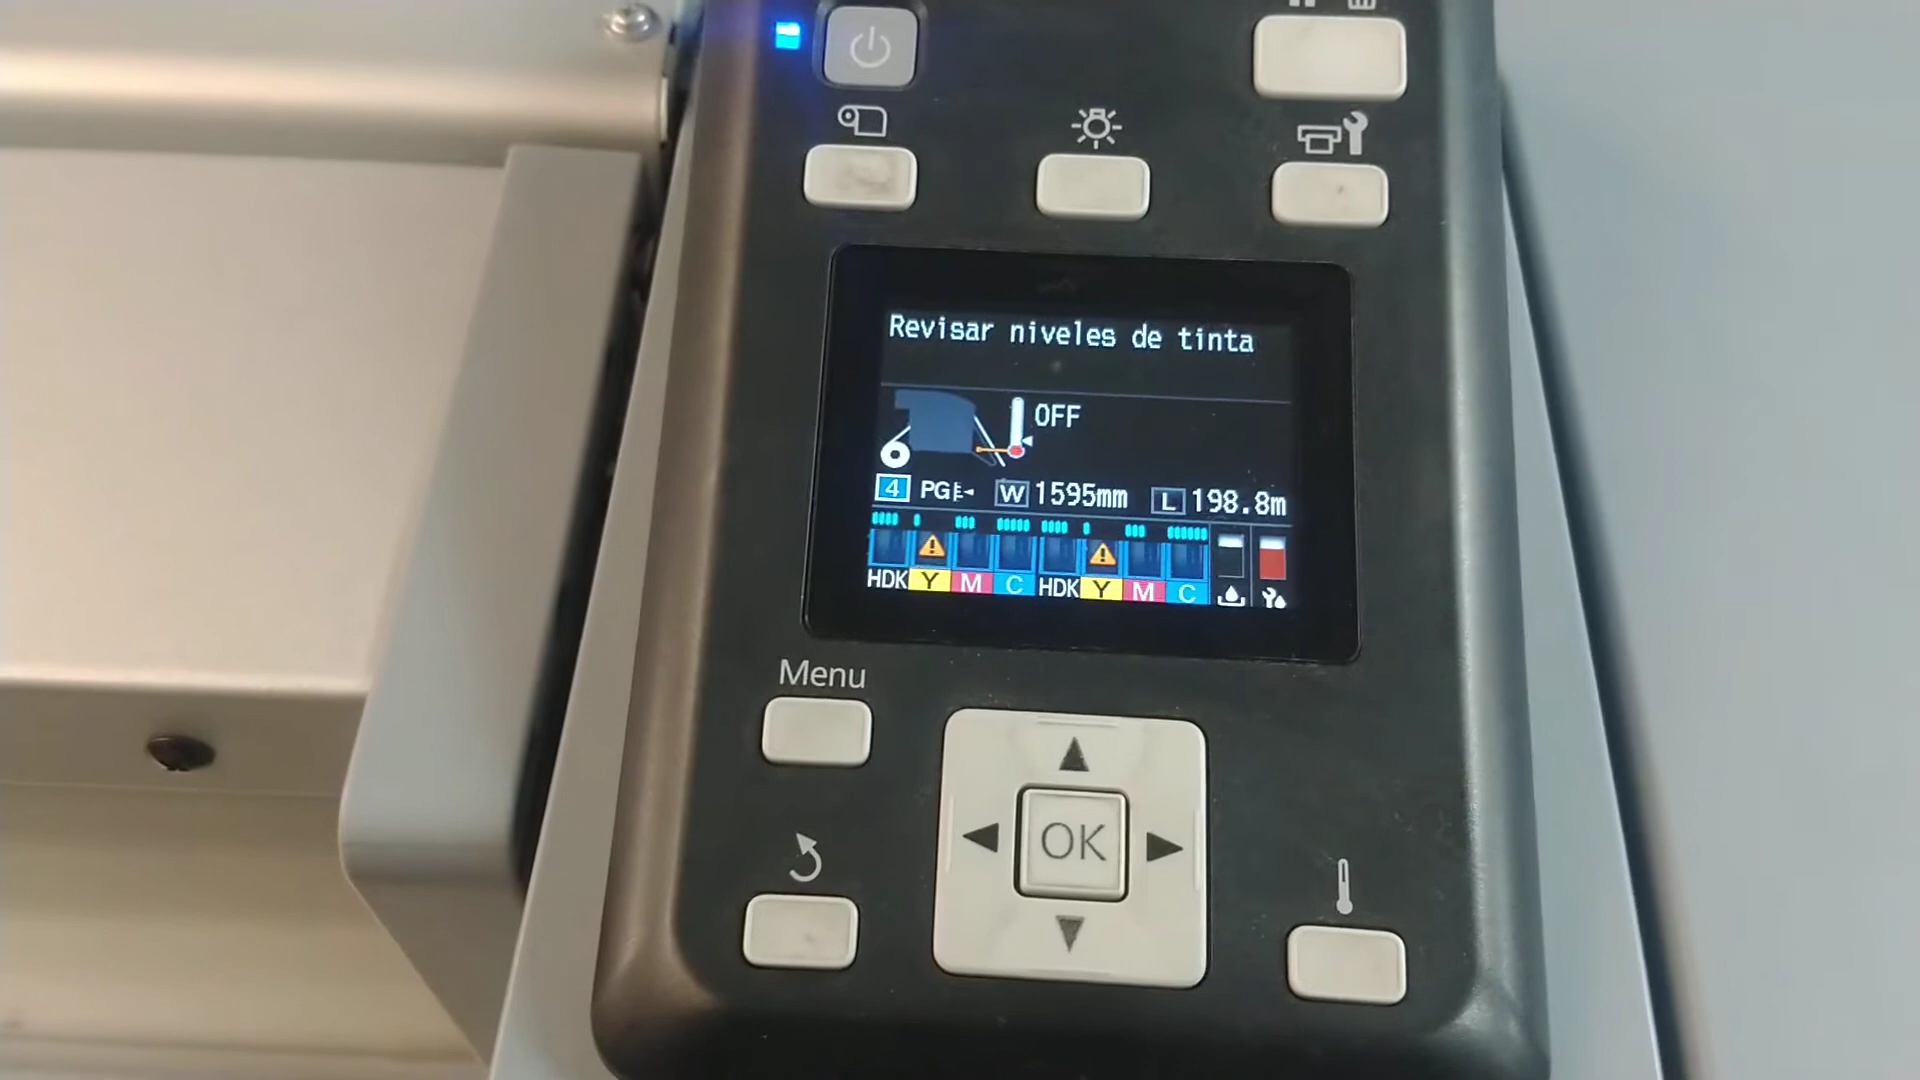 Revisar niveles de tinta
OFF
4 PG W 1595mm L 198.8m
HDK Y M C HDK Y M C
Menu
OK